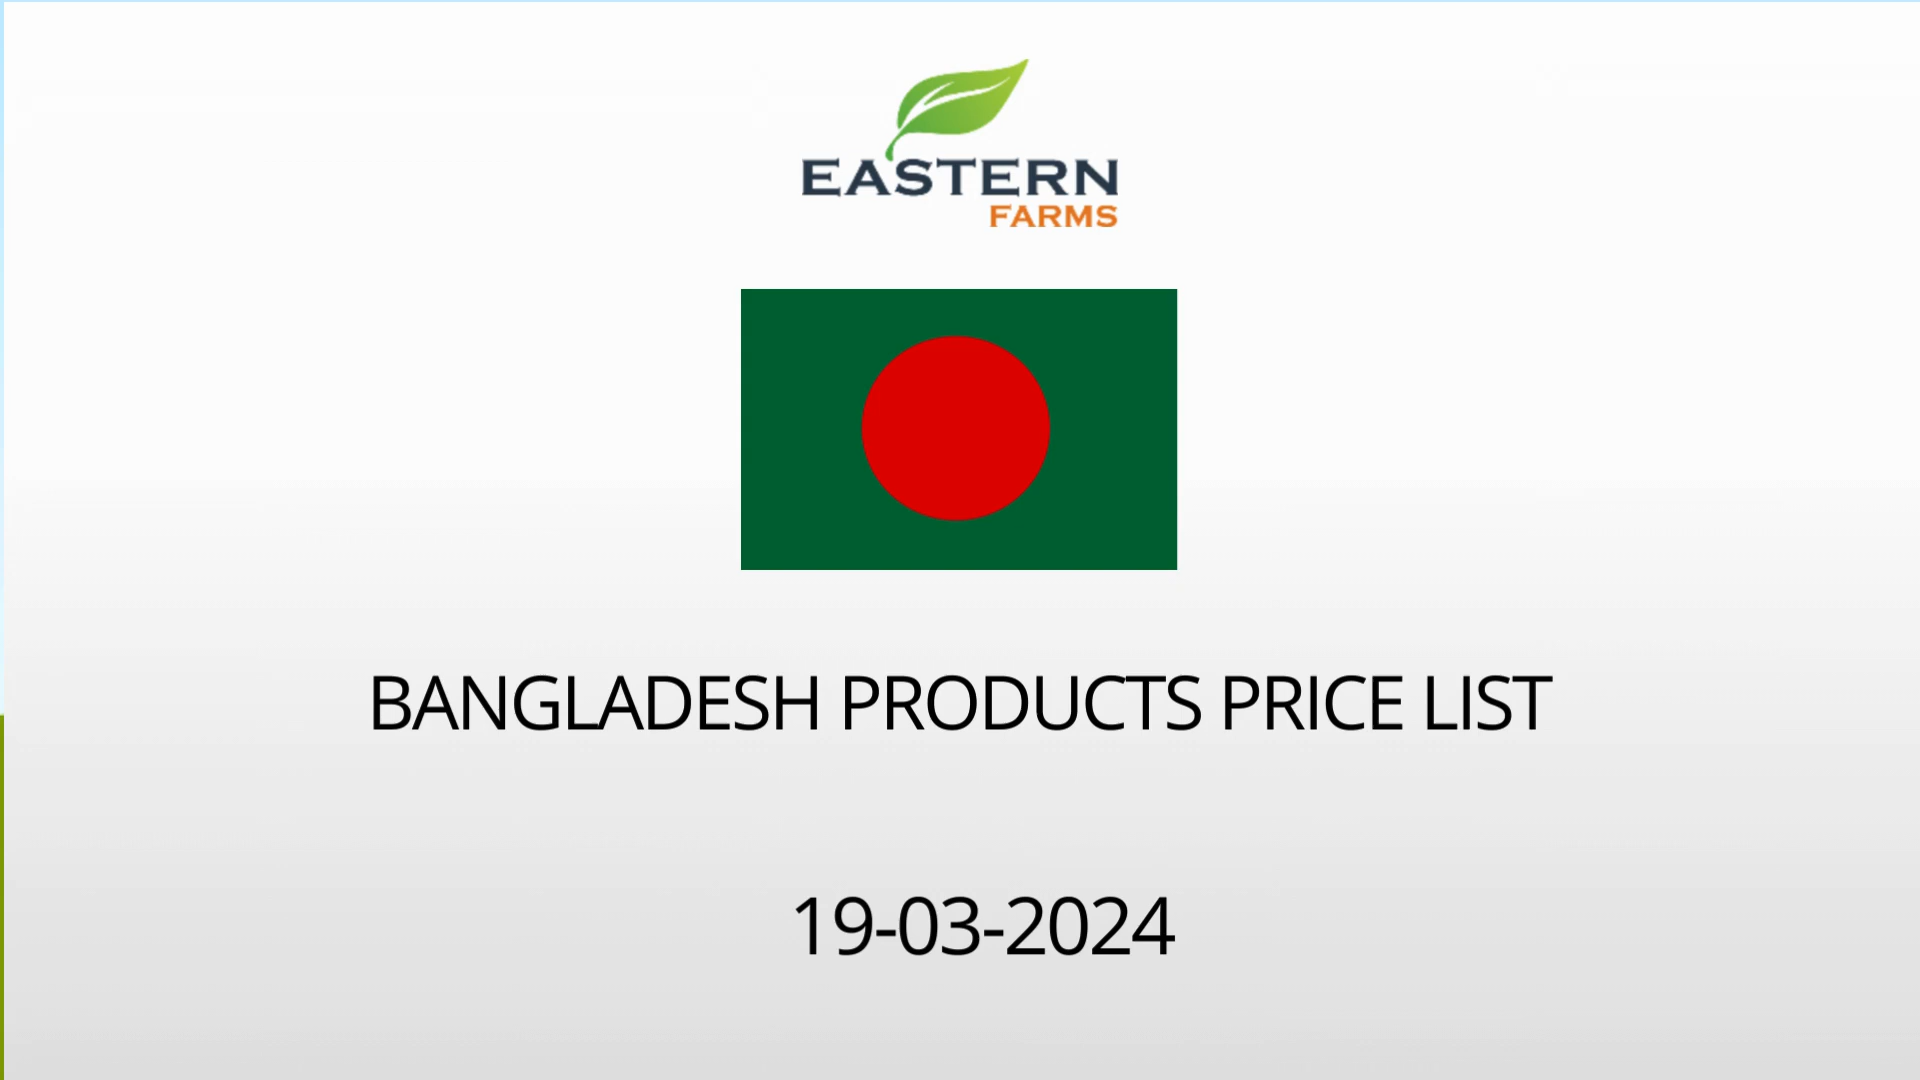 EASTERN
FARMS
BANGLADESH PRODUCTS PRICE LIST
19-03-2024